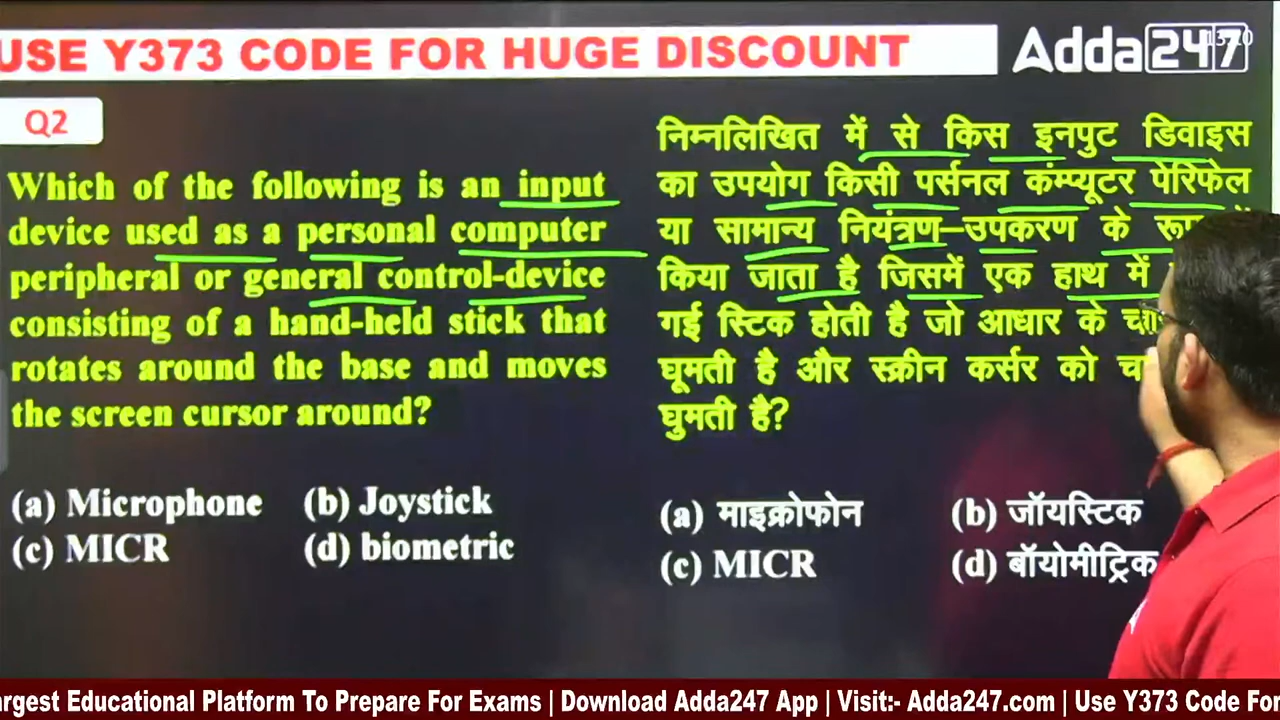 USE Y373 CODE FOR HUGE DISCOUNT
Adda247
Q2
Which of the following is an input
device used as a personal computer
peripheral or general control-device
consisting of a hand-held stick that
rotates around the base and moves
the screen cursor around?
(a) Microphone (b) Joystick
(c) MICR (d) biometric
निम्नलिखित में से किस इनपुट डिवाइस
का उपयोग किसी पर्सनल कंम्प्यूटर पेरिफेल
या सामान्य नियंत्रण–उपकरण के
किया जाता है जिसमें एक हाथ में
गई स्टिक होती है जो आधार के
घूमती है और स्क्रीन कर्सर को
घुमती है?
(a) माइक्रोफोन (b) जॉयस्टिक
(c) MICR (d) बॉयोमीट्रिक
argest Educational Platform To Prepare For Exams | Download Adda247 App | Visit:- Adda247.com | Use Y373 Code For